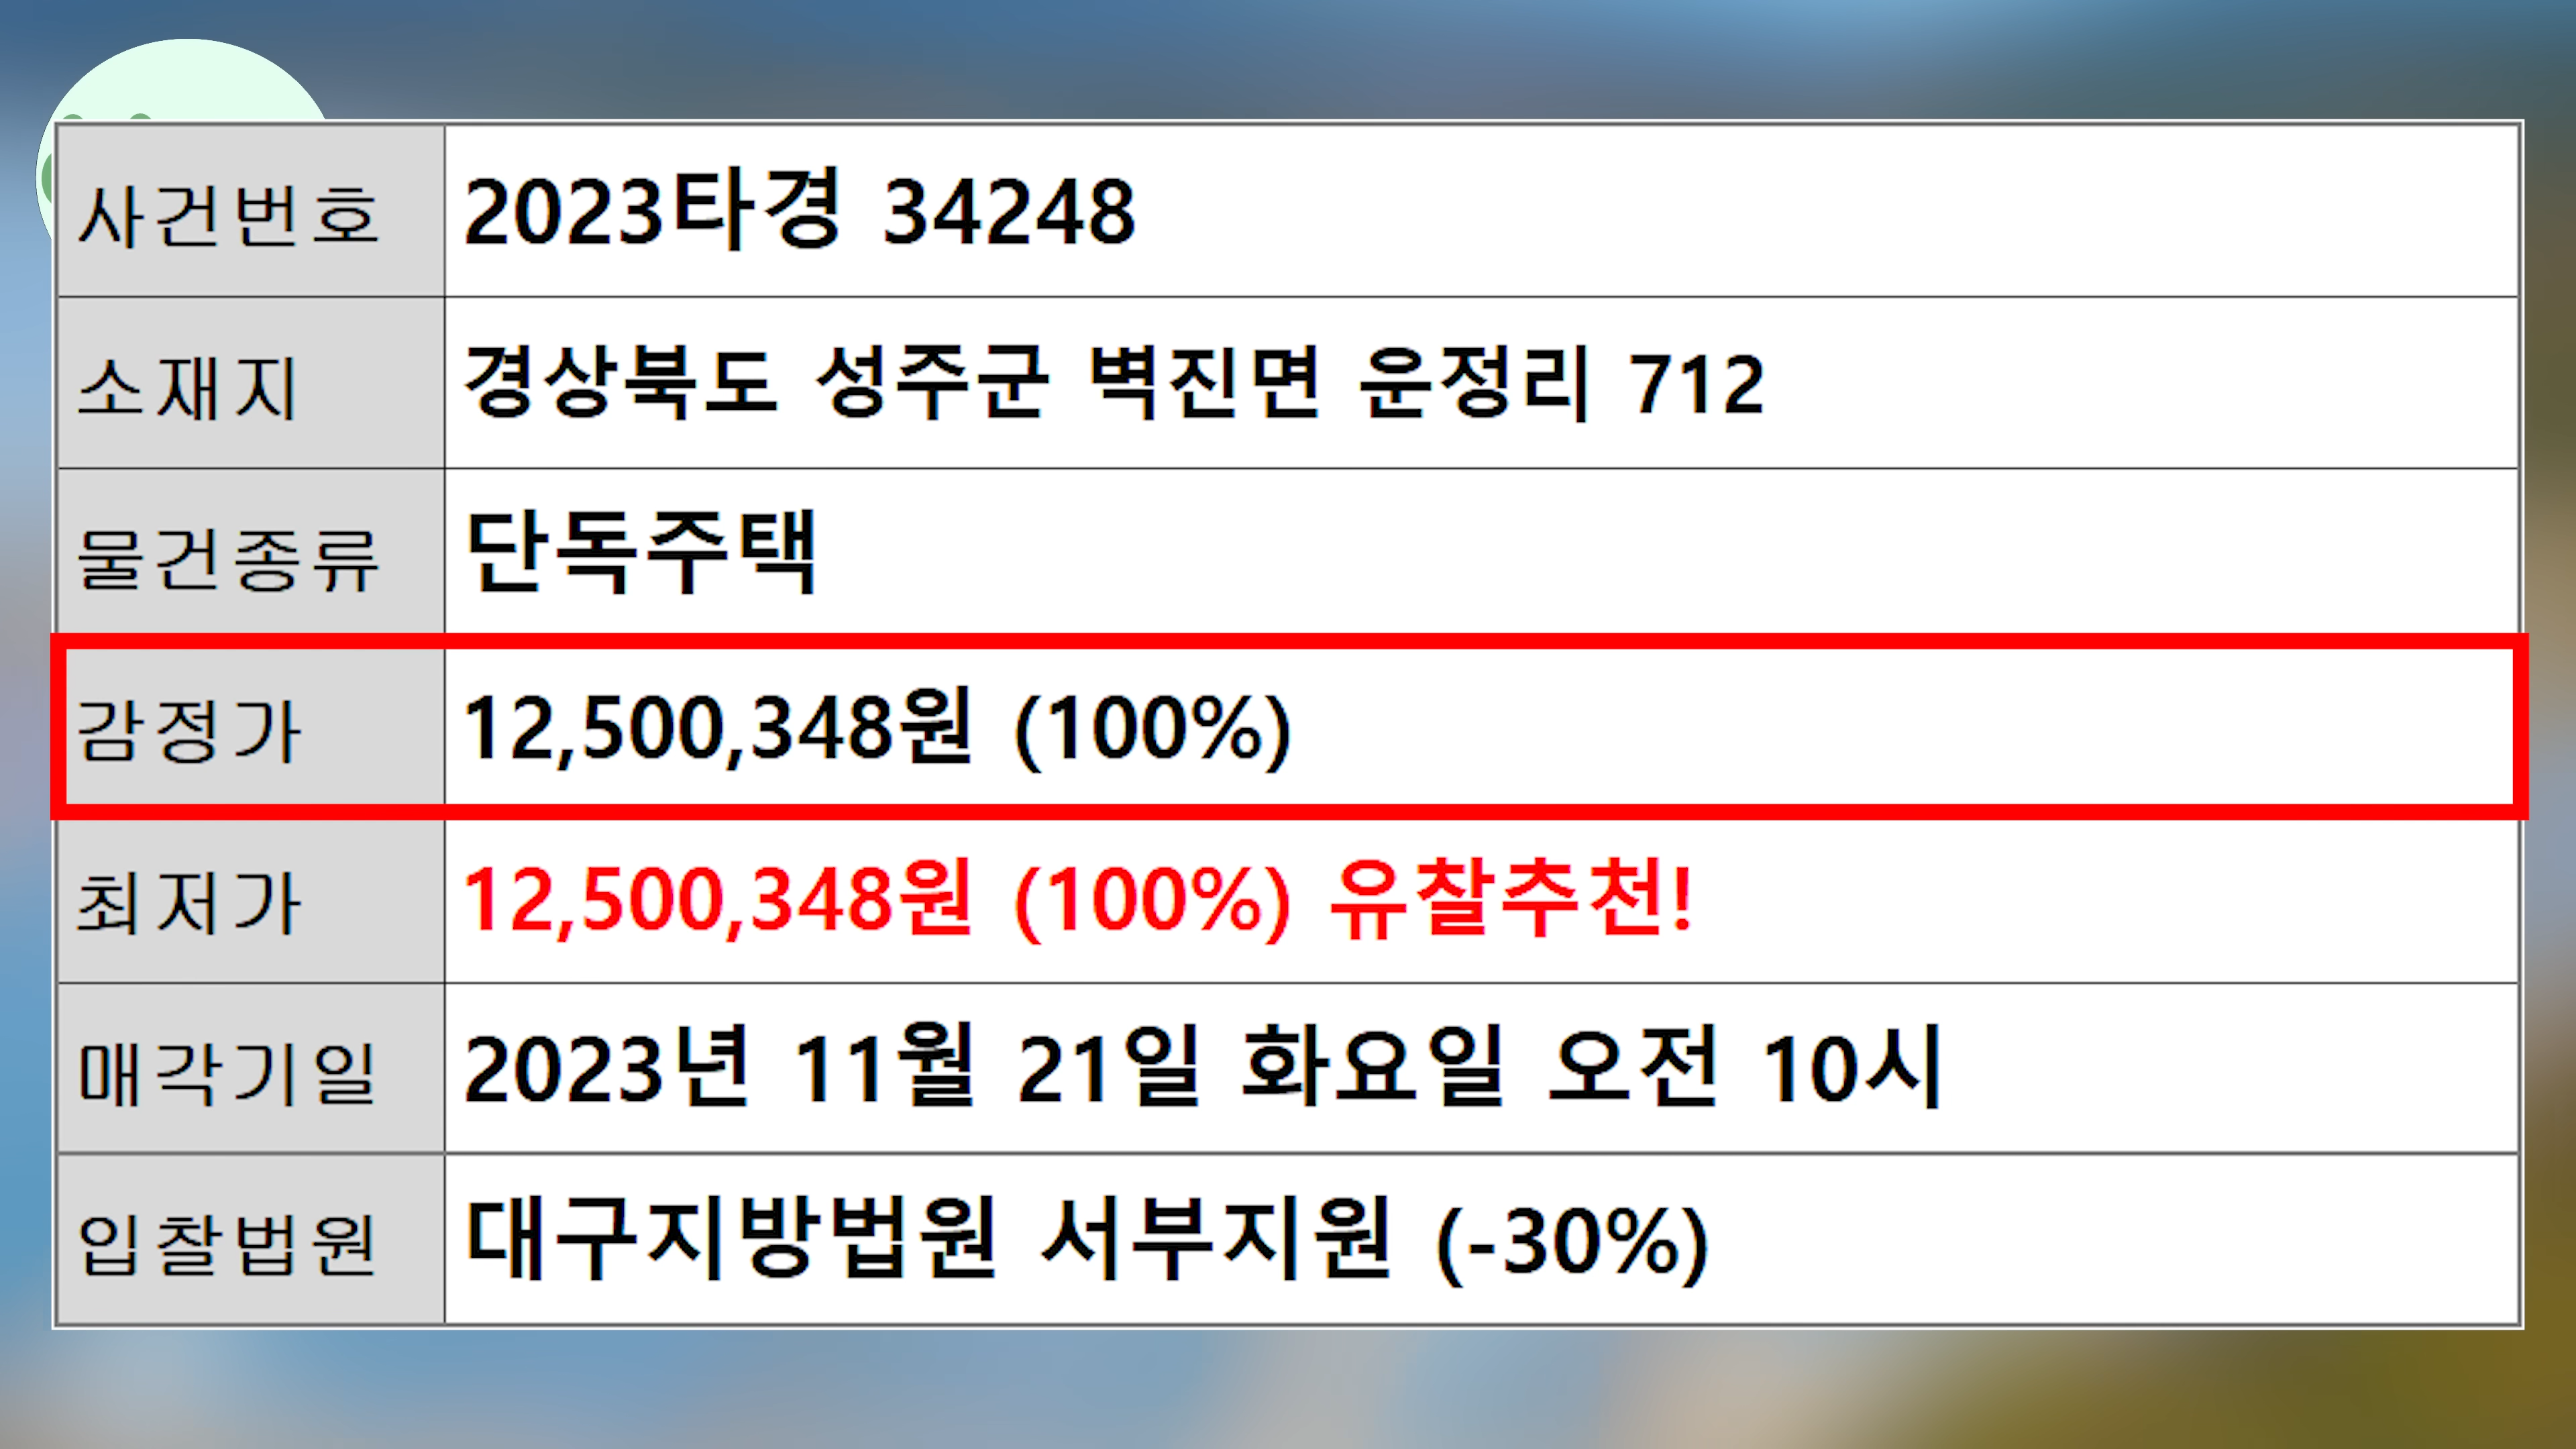 사건번호 2023타경 34248
소재지 경상북도 성주군 벽진면 운정리 712
물건종류 단독주택
감정가 12,500,348원 (100%)
최저가 12,500,348원 (100%) 유찰추천!
매각기일 2023년 11월 21일 화요일 오전 10시
입찰법원 대구지방법원 서부지원 (-30%)